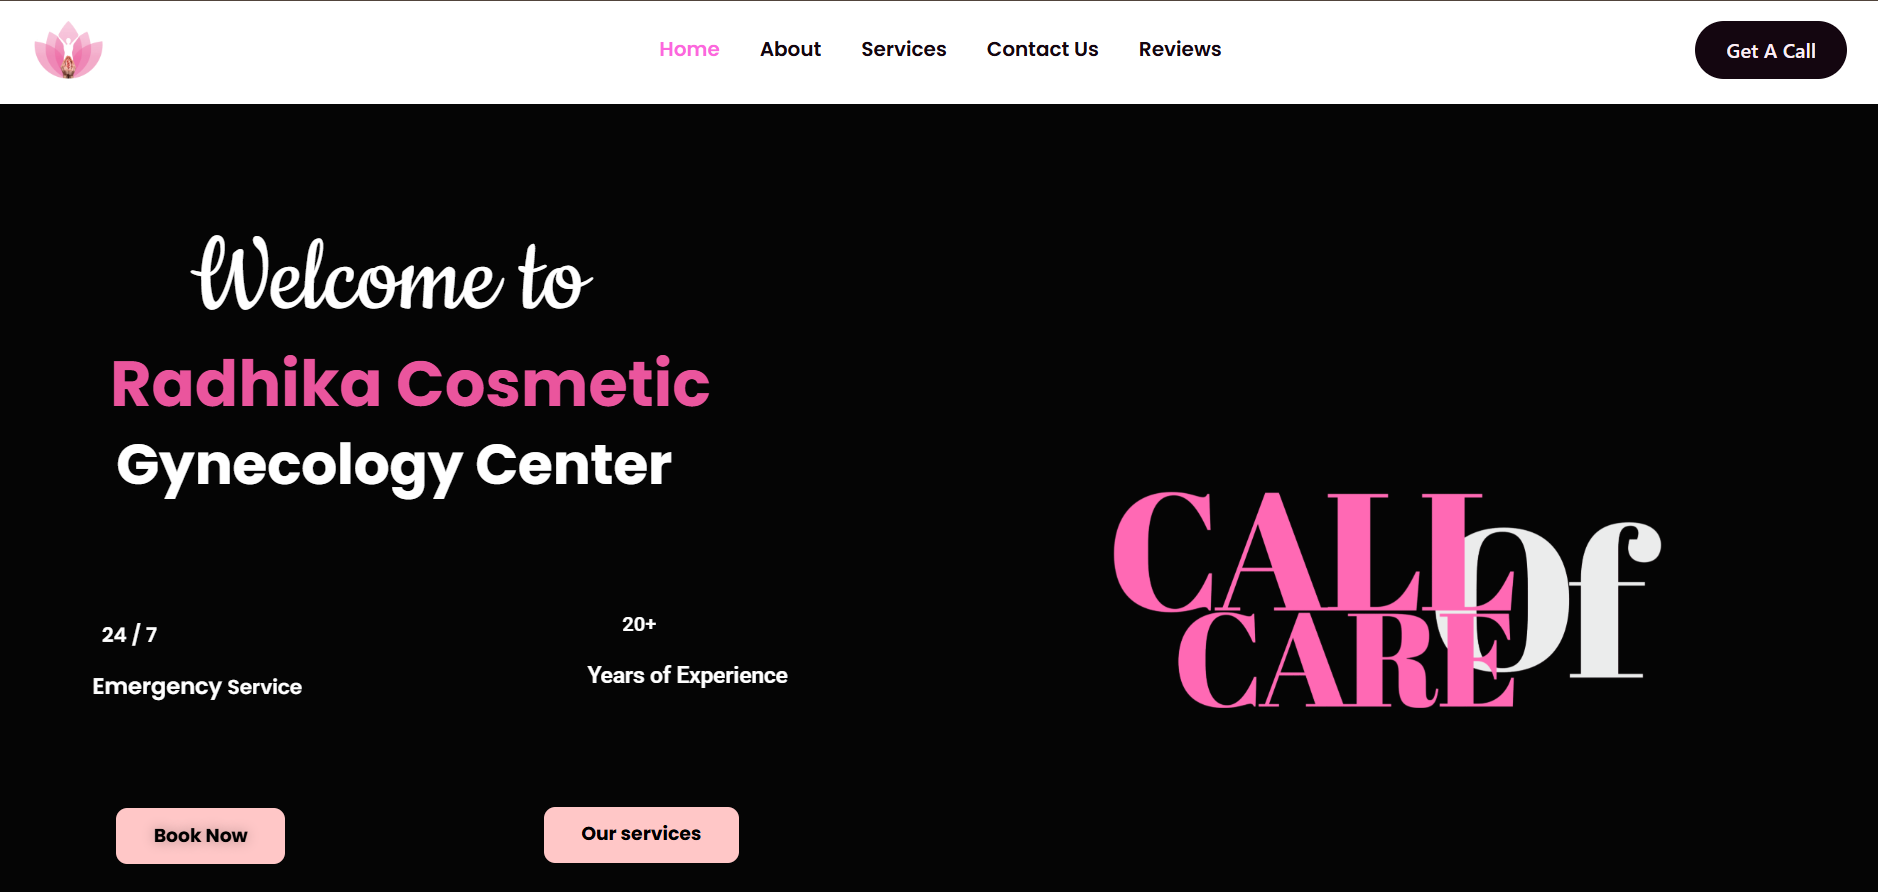 Home About Services Contact Us Reviews Get A Call
Welcome to
Radhika Cosmetic
Gynecology Center
CALL
Of
CARE
24 / 7
Emergency Service
20+
Years of Experience
Book Now
Our services